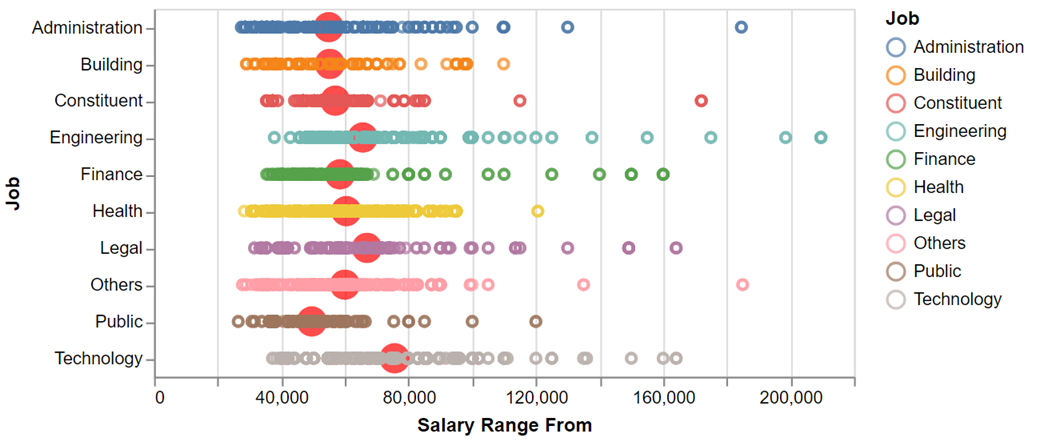 Job
Administration
Building
Constituent
Engineering
Finance
Health
Legal
Others
Public
Technology
0
40,000
80,000
120,000
160,000
200,000
Salary Range From
Job
Administration
Building
Constituent
Engineering
Finance
Health
Legal
Others
Public
Technology